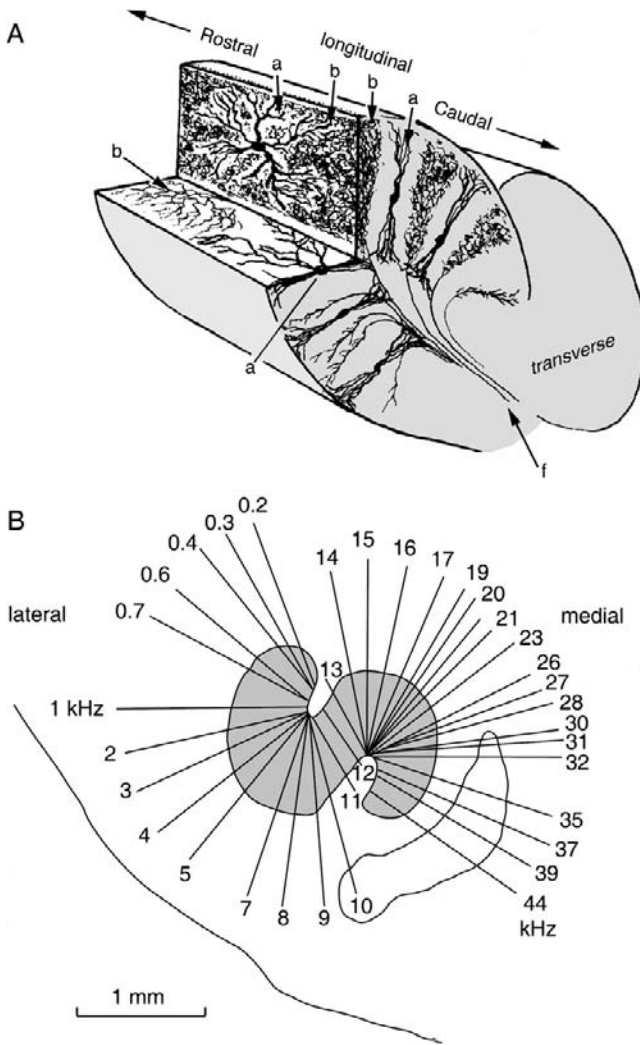 A
Rostral
longitudinal
a
b
b
a
Caudal
b
a
transverse
f
B
0.2
0.3
0.4
0.6
0.7
14
15
16
17
19
20
21
23
26
27
28
30
31
32
lateral
medial
13
1 kHz
2
3
4
5
7
8
9
10
11
12
35
37
39
44
kHz
1 mm